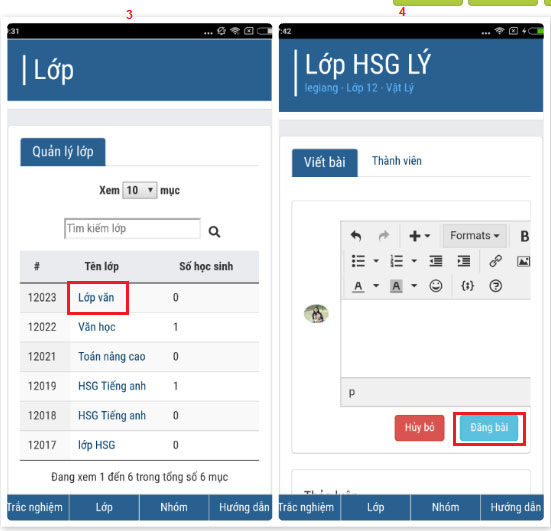 3
4
:31
Lớp
Quản lý lớp
Xem 10 mục
Tìm kiếm lớp
# Tên lớp Số học sinh
12023 Lớp văn 0
12022 Văn học 1
12021 Toán nâng cao 0
12019 HSG Tiếng anh 1
12018 HSG Tiếng anh 0
12017 lớp HSG 0
Đang xem 1 đến 6 trong tổng số 6 mục
Trắc nghiệm Lớp Nhóm Hướng dẫn
:42
Lớp HSG LÝ
legiang - Lớp 12 - Vật Lý
Viết bài Thành viên
Formats B
A A
p
Hủy bỏ Đăng bài
Trắc nghiệm Lớp Nhóm Hướng dẫn